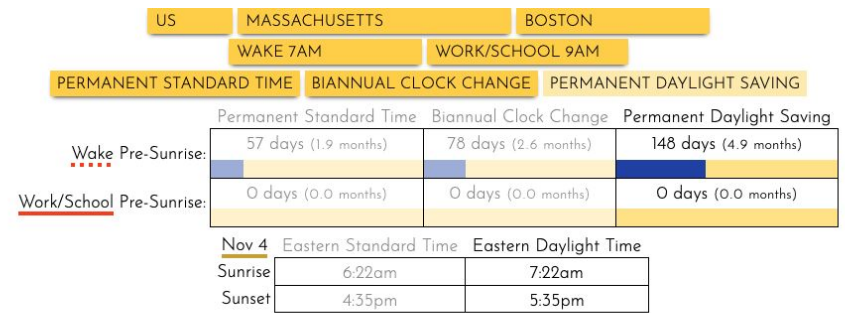 US MASSACHUSETTS BOSTON
WAKE 7AM WORK/SCHOOL 9AM
PERMANENT STANDARD TIME BIANNUAL CLOCK CHANGE PERMANENT DAYLIGHT SAVING
Permanent Standard Time Biannual Clock Change Permanent Daylight Saving
Wake Pre-Sunrise: 57 days (1.9 months) 78 days (2.6 months) 148 days (4.9 months)
Work/School Pre-Sunrise: 0 days (0.0 months) 0 days (0.0 months) 0 days (0.0 months)
Nov 4 Eastern Standard Time Eastern Daylight Time
Sunrise 6:22am 7:22am
Sunset 4:35pm 5:35pm